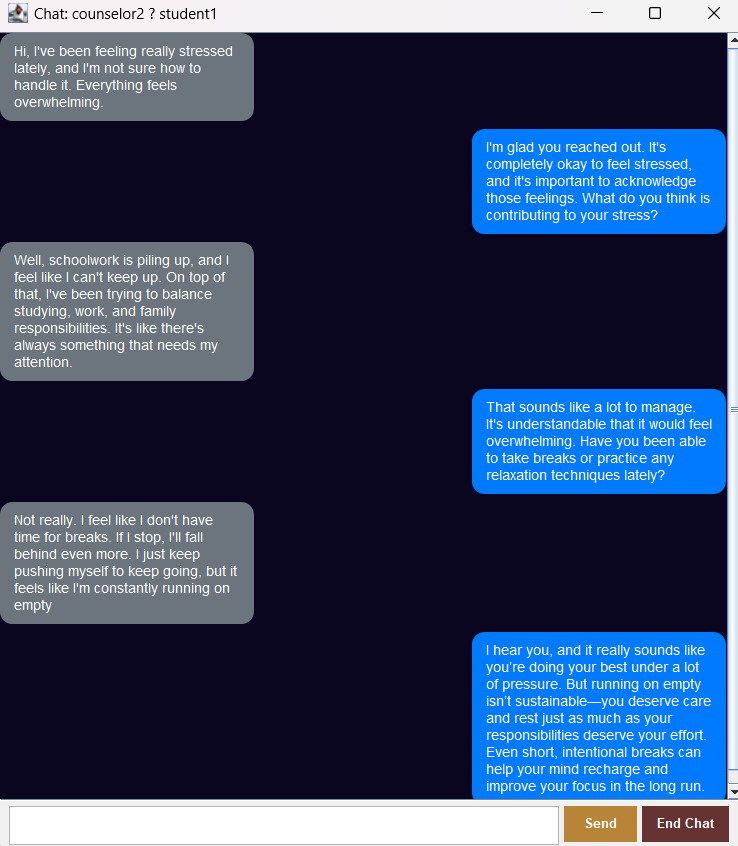 Chat: counselor2 ? student1
Hi, I've been feeling really stressed
lately, and I'm not sure how to
handle it. Everything feels
overwhelming.
I'm glad you reached out. It's
completely okay to feel stressed,
and it's important to acknowledge
those feelings. What do you think is
contributing to your stress?
Well, schoolwork is piling up, and I
feel like I can't keep up. On top of
that, I've been trying to balance
studying, work, and family
responsibilities. It's like there's
always something that needs my
attention.
That sounds like a lot to manage.
It's understandable that it would feel
overwhelming. Have you been able
to take breaks or practice any
relaxation techniques lately?
Not really. I feel like I don't have
time for breaks. If I stop, I'll fall
behind even more. I just keep
pushing myself to keep going, but it
feels like I'm constantly running on
empty
I hear you, and it really sounds like
you’re doing your best under a lot
of pressure. But running on empty
isn’t sustainable—you deserve care
and rest just as much as your
responsibilities deserve your effort.
Even short, intentional breaks can
help your mind recharge and
improve your focus in the long run.
Send
End Chat